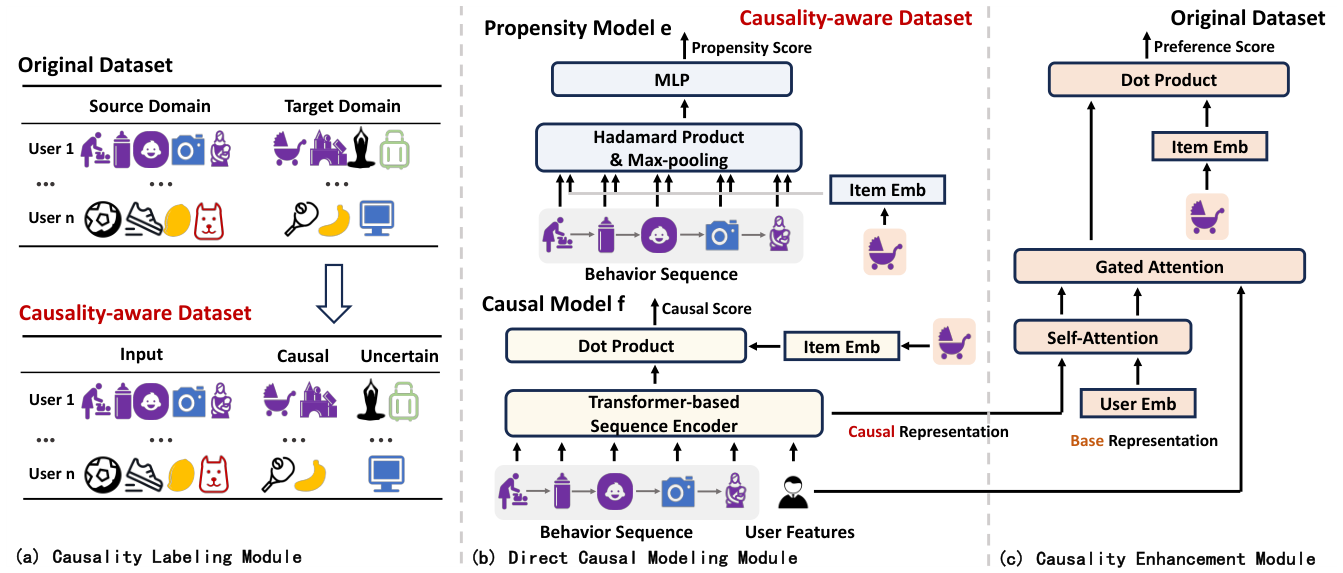 Original Dataset
Source Domain
Target Domain
User 1
...
...
...
User n
Causality-aware Dataset
Input
Causal
Uncertain
User 1
...
...
...
...
User n
(a) Causality Labeling Module
Propensity Model e
Causality-aware Dataset
Propensity Score
MLP
Hadamard Product
& Max-pooling
Item Emb
Behavior Sequence
Causal Model f
Causal Score
Dot Product
Item Emb
Transformer-based
Sequence Encoder
Causal Representation
Behavior Sequence
User Features
(b) Direct Causal Modeling Module
Original Dataset
Preference Score
Dot Product
Item Emb
Gated Attention
Self-Attention
User Emb
Base Representation
(c) Causality Enhancement Module